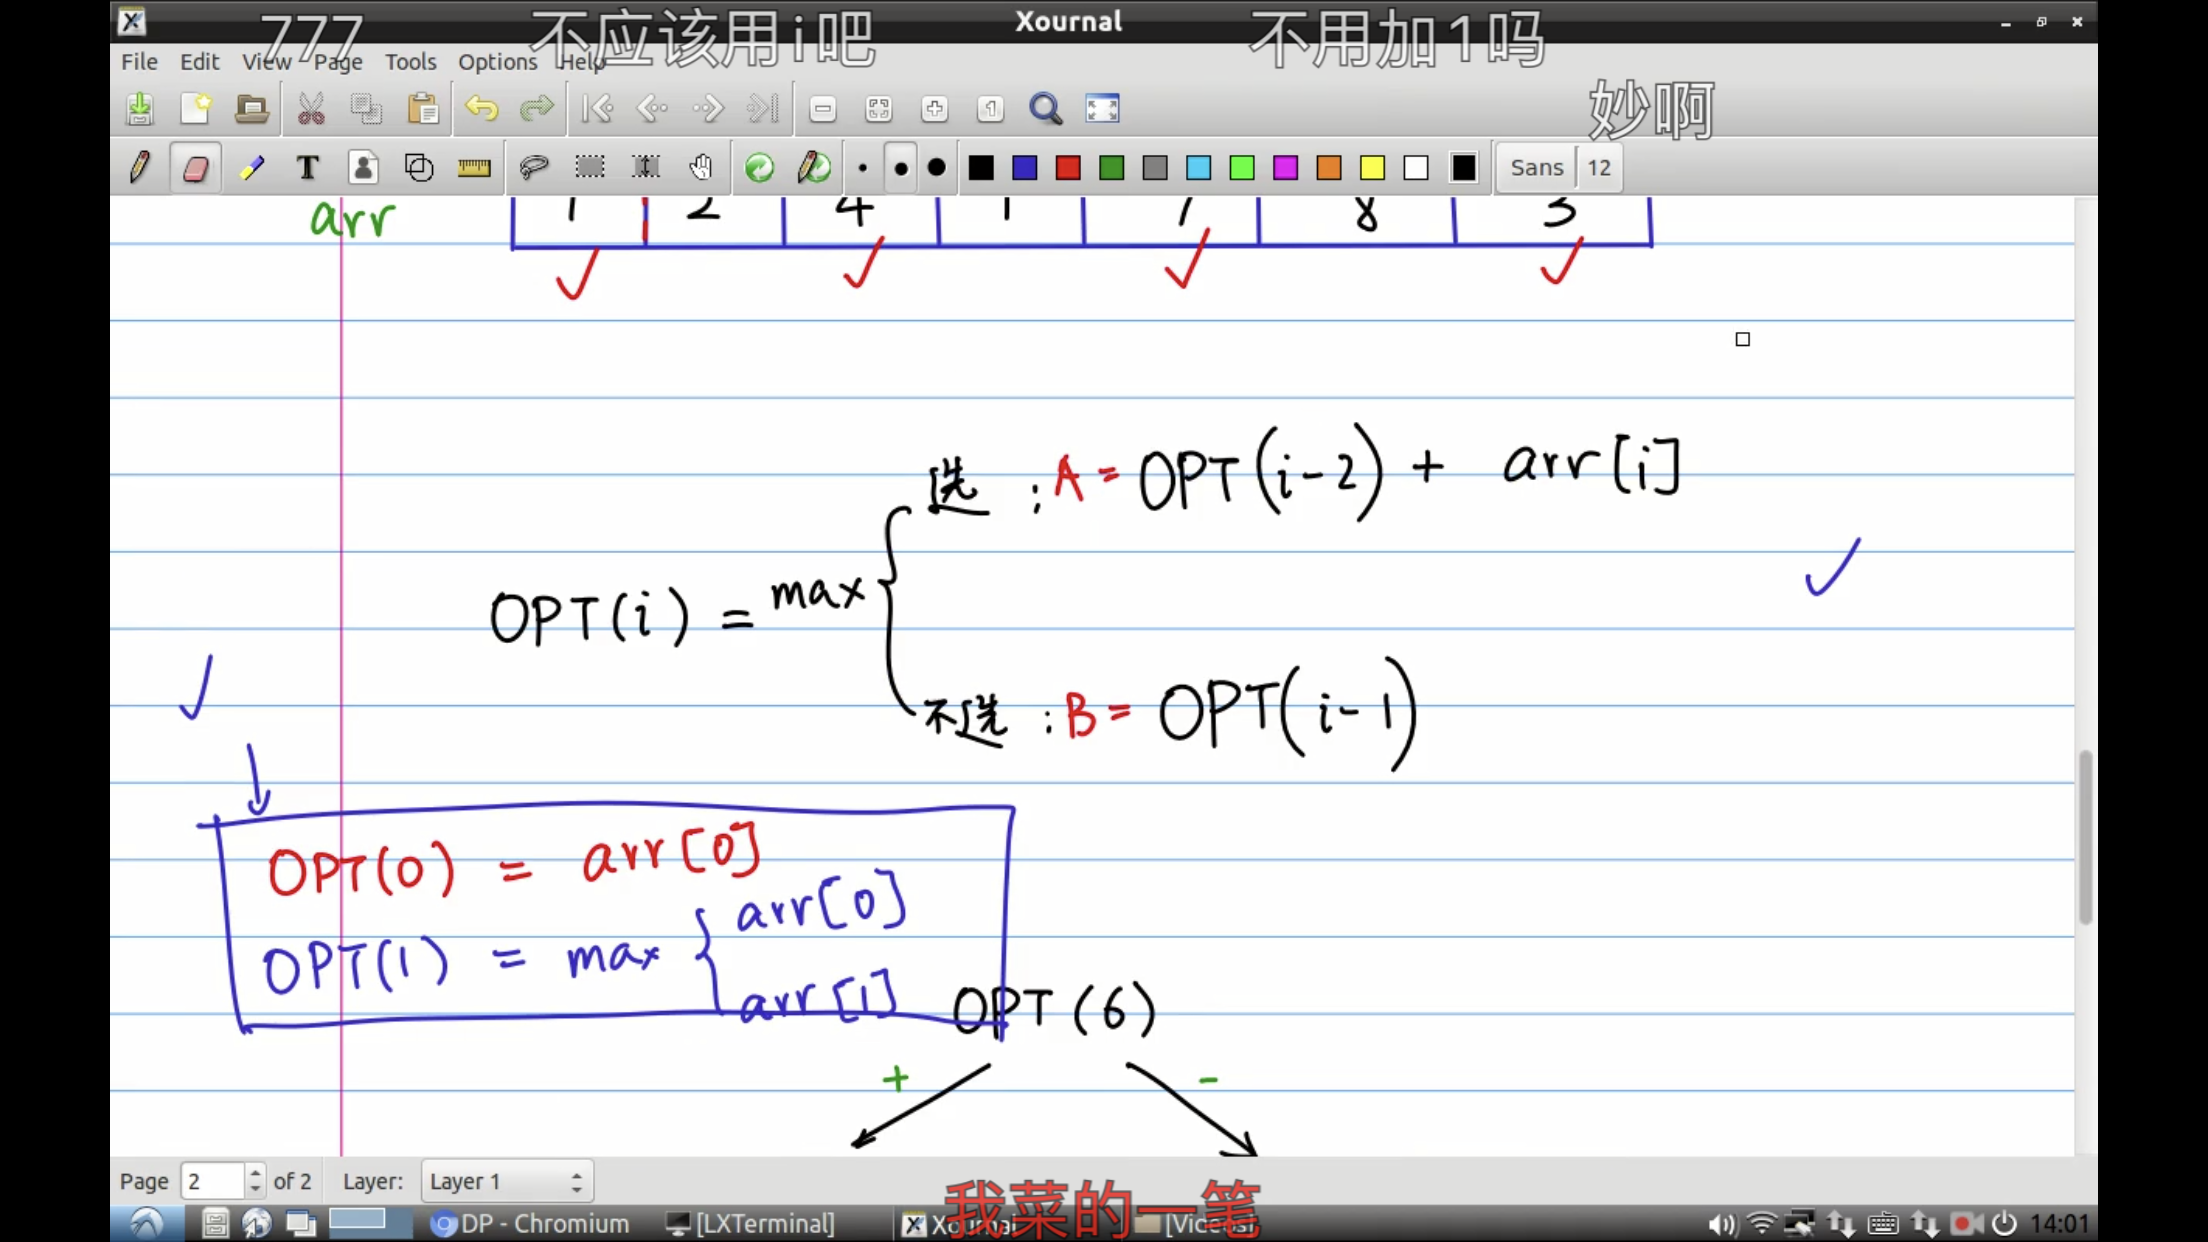 777 不应该用i吧 Xournal 不用加1吗
File Edit View Page Tools Options Help
妙啊
T Sans 12
arr 1 2 4 1 7 8 3
选 : A = OPT(i-2) + arr[i]
OPT(i) = max
不选 : B = OPT(i-1)
OPT(0) = arr[0]
arr[0]
OPT(1) = max
arr[1]
OPT(6)
+ -
Page 2 of 2 Layer: Layer 1
我菜的一笔
DP - Chromium [LXTerminal] [Videos] 14:01